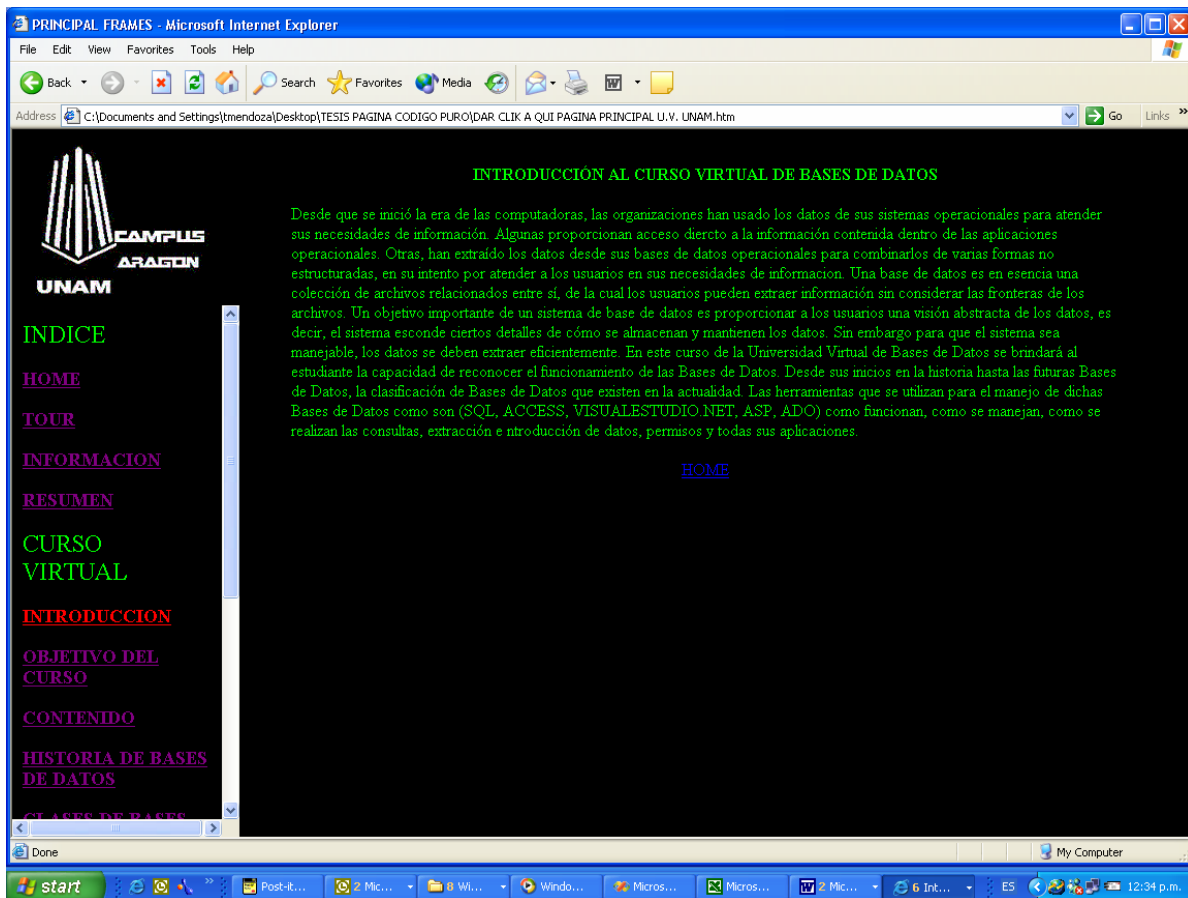 PRINCIPAL FRAMES - Microsoft Internet Explorer
File Edit View Favorites Tools Help
Back Search Favorites Media
Address C:\Documents and Settings\tmendoza\Desktop\TESIS PAGINA CODIGO PURO\DAR CLIK A QUI PAGINA PRINCIPAL U.V. UNAM.htm Go Links »
CAMPUS
ARAGON
UNAM
INDICE
HOME
TOUR
INFORMACION
RESUMEN
CURSO
VIRTUAL
INTRODUCCION
OBJETIVO DEL
CURSO
CONTENIDO
HISTORIA DE BASES
DE DATOS
CLASES DE BASES
INTRODUCCIÓN AL CURSO VIRTUAL DE BASES DE DATOS
Desde que se inició la era de las computadoras, las organizaciones han usado los datos de sus sistemas operacionales para atender
sus necesidades de información. Algunas proporcionan acceso diercto a la información contenida dentro de las aplicaciones
operacionales. Otras, han extraído los datos desde sus bases de datos operacionales para combinarlos de varias formas no
estructuradas, en su intento por atender a los usuarios en sus necesidades de informacion. Una base de datos es en esencia una
colección de archivos relacionados entre sí, de la cual los usuarios pueden extraer información sin considerar las fronteras de los
archivos. Un objetivo importante de un sistema de base de datos es proporcionar a los usuarios una visión abstracta de los datos, es
decir, el sistema esconde ciertos detalles de cómo se almacenan y mantienen los datos. Sin embargo para que el sistema sea
manejable, los datos se deben extraer eficientemente. En este curso de la Universidad Virtual de Bases de Datos se brindará al
estudiante la capacidad de reconocer el funcionamiento de las Bases de Datos. Desde sus inicios en la historia hasta las futuras Bases
de Datos, la clasificación de Bases de Datos que existen en la actualidad. Las herramientas que se utilizan para el manejo de dichas
Bases de Datos como son (SQL, ACCESS, VISUALESTUDIO.NET, ASP, ADO) como funcionan, como se manejan, como se
realizan las consultas, extracción e ntroducción de datos, permisos y todas sus aplicaciones.
HOME
Done My Computer
start » Post-it... 2 Mic... 8 Wi... Windo... Micros... Micros... 2 Mic... 6 Int... ES 12:34 p.m.